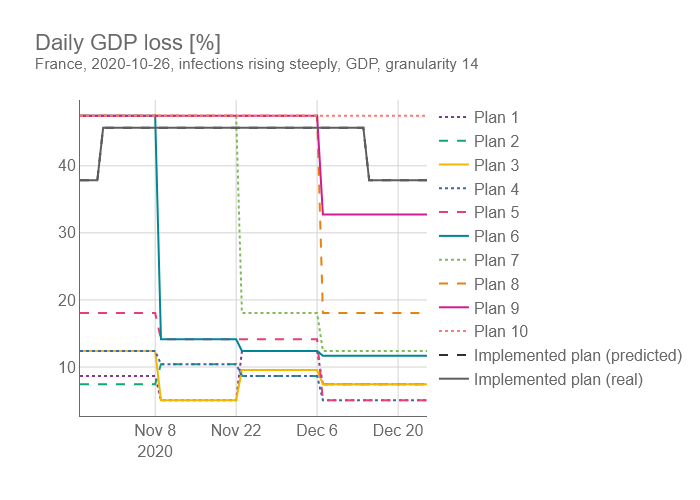 Daily GDP loss [%]
France, 2020-10-26, infections rising steeply, GDP, granularity 14
40
30
20
10
Nov 8
2020
Nov 22
Dec 6
Dec 20
Plan 1
Plan 2
Plan 3
Plan 4
Plan 5
Plan 6
Plan 7
Plan 8
Plan 9
Plan 10
Implemented plan (predicted)
Implemented plan (real)